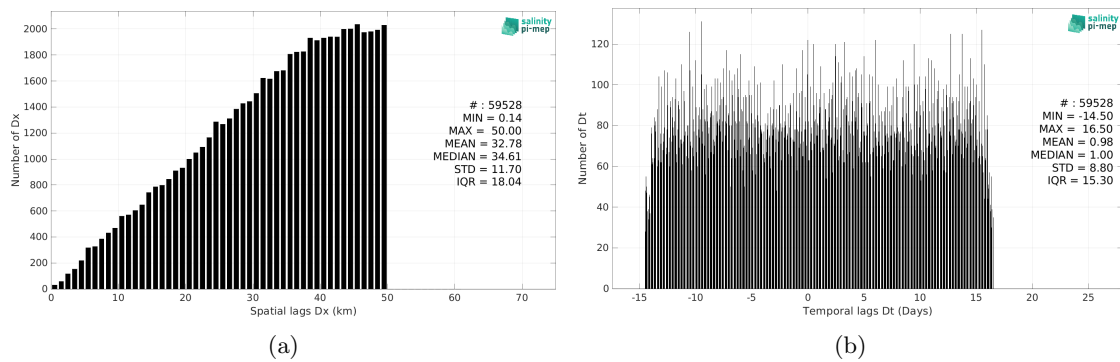 salinity
pi-mep
Number of Dx
2000
1800
1600
1400
1200
1000
800
600
400
200
0
# : 59528
MIN = 0.14
MAX = 50.00
MEAN = 32.78
MEDIAN = 34.61
STD = 11.70
IQR = 18.04
0 10 20 30 40 50 60 70
Spatial lags Dx (km)
(a)
salinity
pi-mep
Number of Dt
120
100
80
60
40
20
0
# : 59528
MIN = -14.50
MAX = 16.50
MEAN = 0.98
MEDIAN = 1.00
STD = 8.80
IQR = 15.30
-15 -10 -5 0 5 10 15 20 25
Temporal lags Dt (Days)
(b)